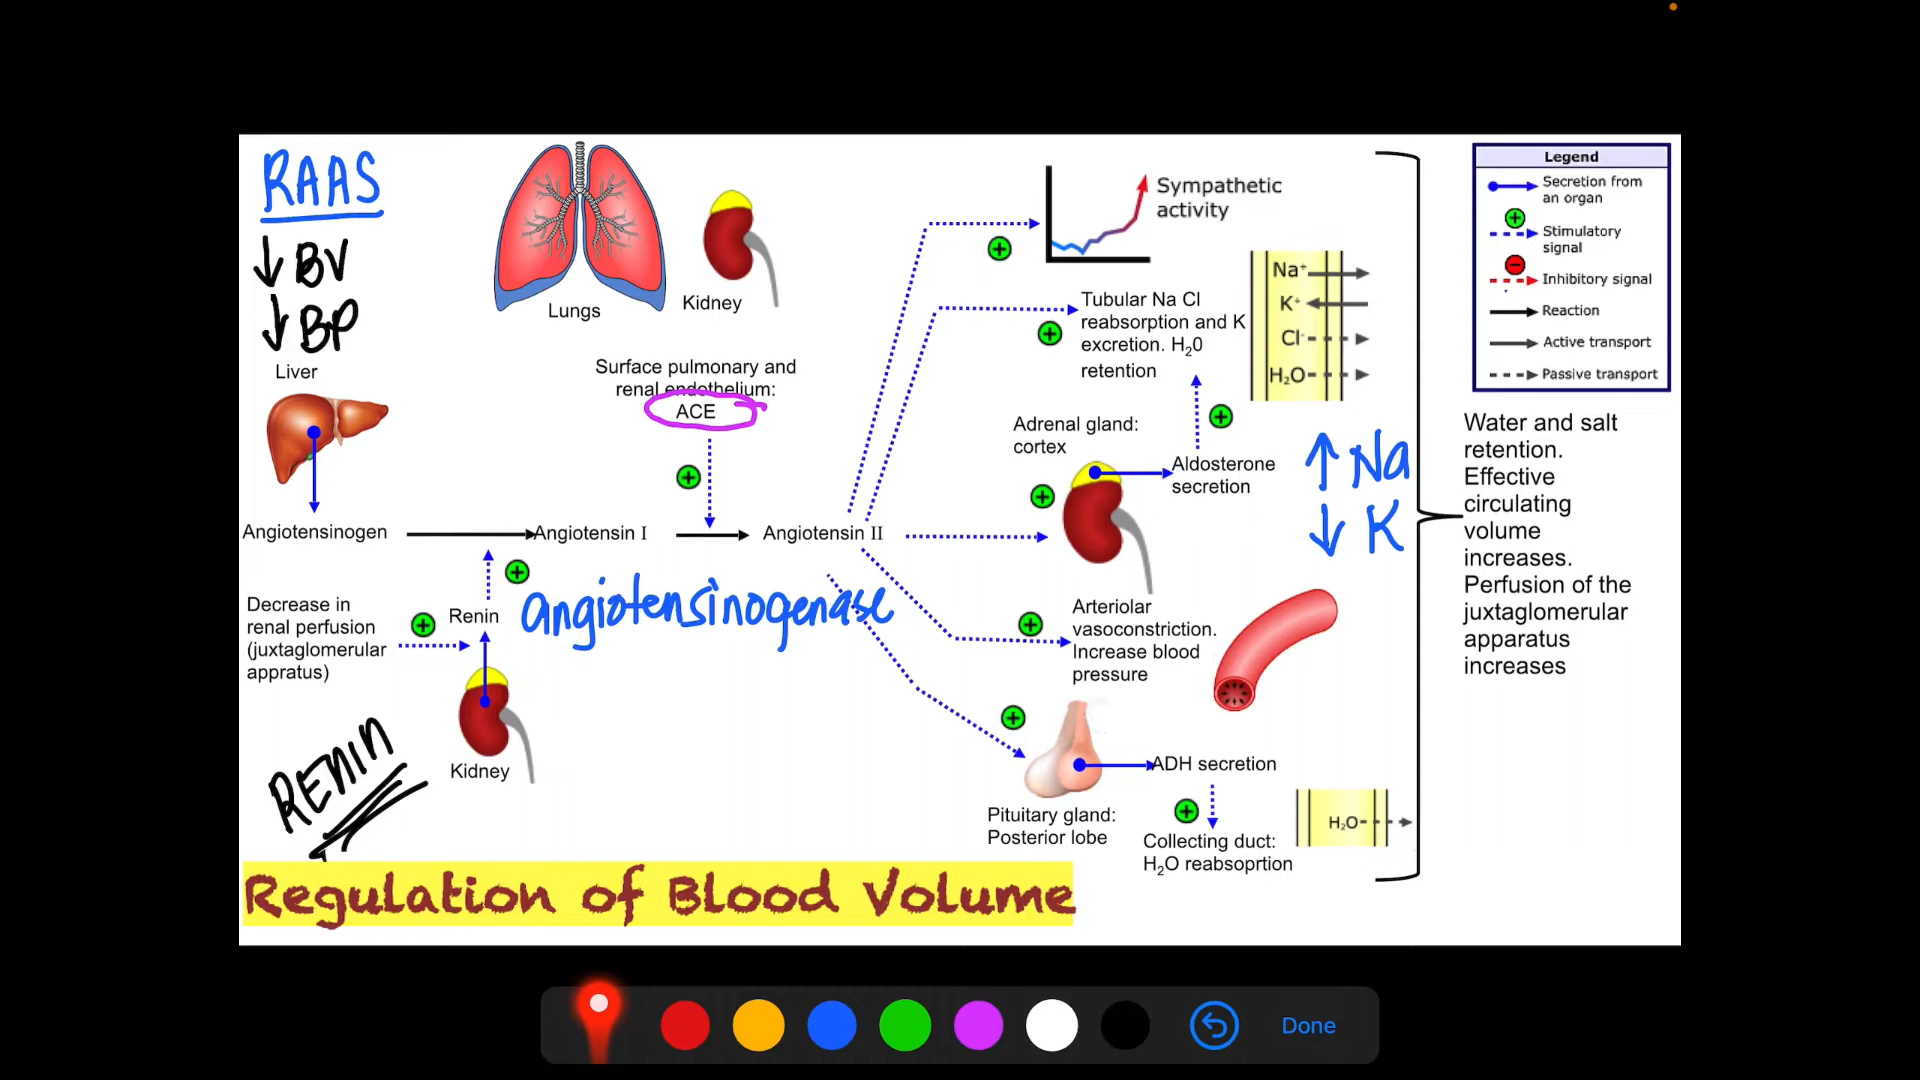 RAAS
↓ BV
↓ BP
Liver
Angiotensinogen
Decrease in
renal perfusion
(juxtaglomerular
appratus)
Renin
Kidney
RENIN
Lungs
Kidney
Surface pulmonary and
renal endothelium:
ACE
Angiotensin I
Angiotensin II
angiotensinogenase
Sympathetic
activity
Tubular Na Cl
reabsorption and K
excretion. H20
retention
Na+
K+
Cl-
H2O
Adrenal gland:
cortex
Aldosterone
secretion
↑ Na
↓ K
Arteriolar
vasoconstriction.
Increase blood
pressure
Pituitary gland:
Posterior lobe
ADH secretion
Collecting duct:
H2O reabsoprtion
H2O
Legend
Secretion from
an organ
Stimulatory
signal
Inhibitory signal
Reaction
Active transport
Passive transport
Water and salt
retention.
Effective
circulating
volume
increases.
Perfusion of the
juxtaglomerular
apparatus
increases
Regulation of Blood Volume
Done